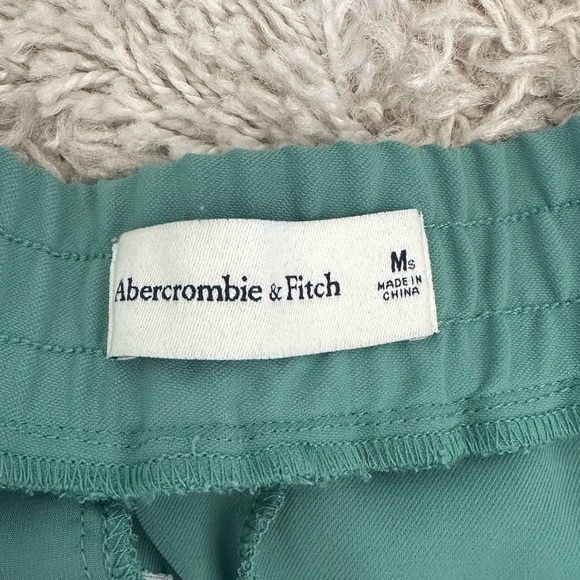 Abercrombie & Fitch
Ms
MADE IN
CHINA